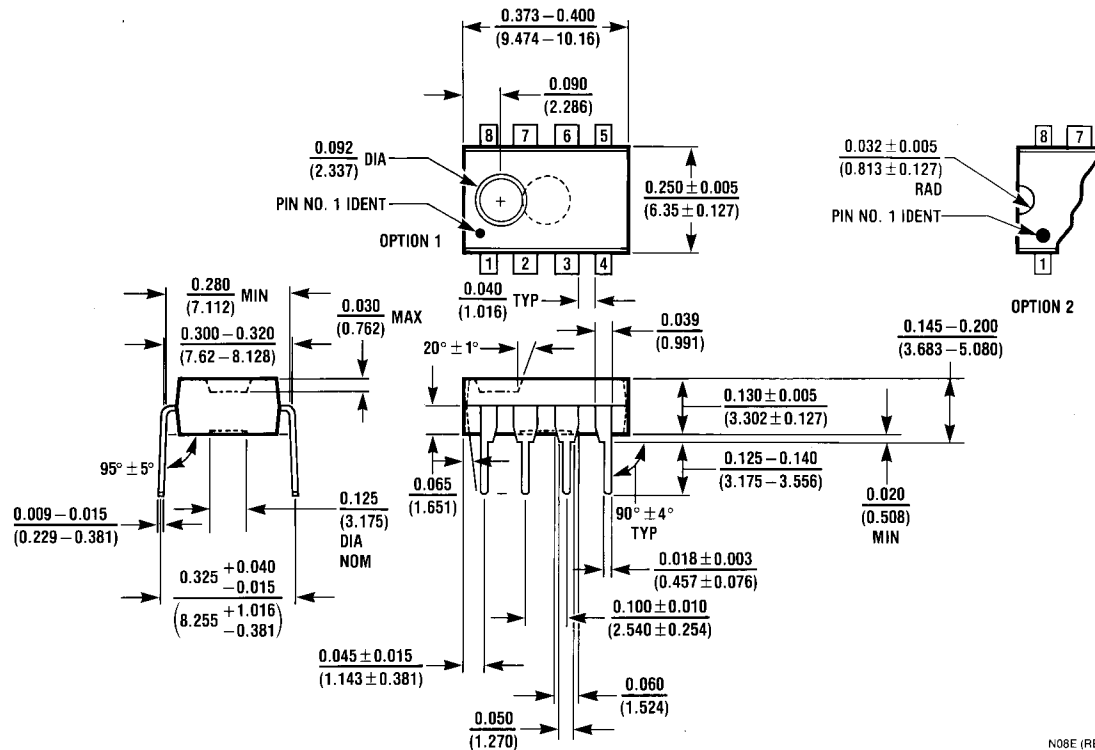 0.373 – 0.400
(9.474 – 10.16)
0.090
(2.286)
8 7 6 5
0.092 DIA
(2.337)
PIN NO. 1 IDENT
OPTION 1
0.250 ± 0.005
(6.35 ± 0.127)
1 2 3 4
8 7
0.032 ± 0.005
(0.813 ± 0.127)
RAD
PIN NO. 1 IDENT
1
OPTION 2
0.280 MIN
(7.112)
0.300 – 0.320
(7.62 – 8.128)
0.030 MAX
(0.762)
0.040 TYP
(1.016)
20° ± 1°
0.039
(0.991)
0.145 – 0.200
(3.683 – 5.080)
0.130 ± 0.005
(3.302 ± 0.127)
0.125 – 0.140
(3.175 – 3.556)
0.020
(0.508)
MIN
95° ± 5°
0.065
(1.651)
90° ± 4°
TYP
0.009 – 0.015
(0.229 – 0.381)
0.125
(3.175)
DIA
NOM
0.325 +0.040
–0.015
(8.255 +1.016
–0.381)
0.018 ± 0.003
(0.457 ± 0.076)
0.100 ± 0.010
(2.540 ± 0.254)
0.045 ± 0.015
(1.143 ± 0.381)
0.060
(1.524)
0.050
(1.270)
N08E